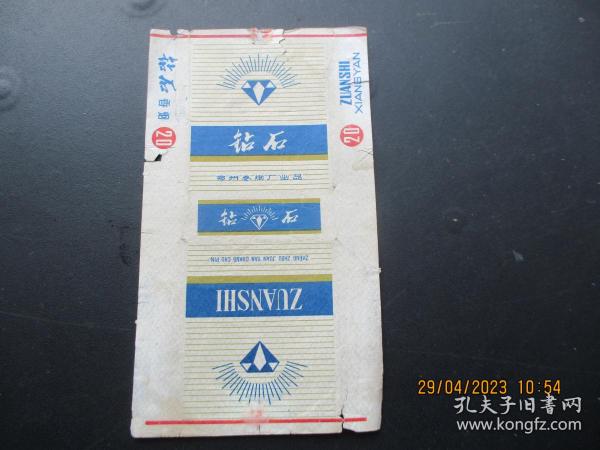 钻石
郑州卷烟厂出品
钻石
ZHENG ZHOU JUAN YAN CHANG CHU PIN
ZUANSHI
钻石
香烟
20
ZUANSHI
XIANGYAN
20
29/04/2023 10:54
孔夫子旧书网
www.kongfz.com